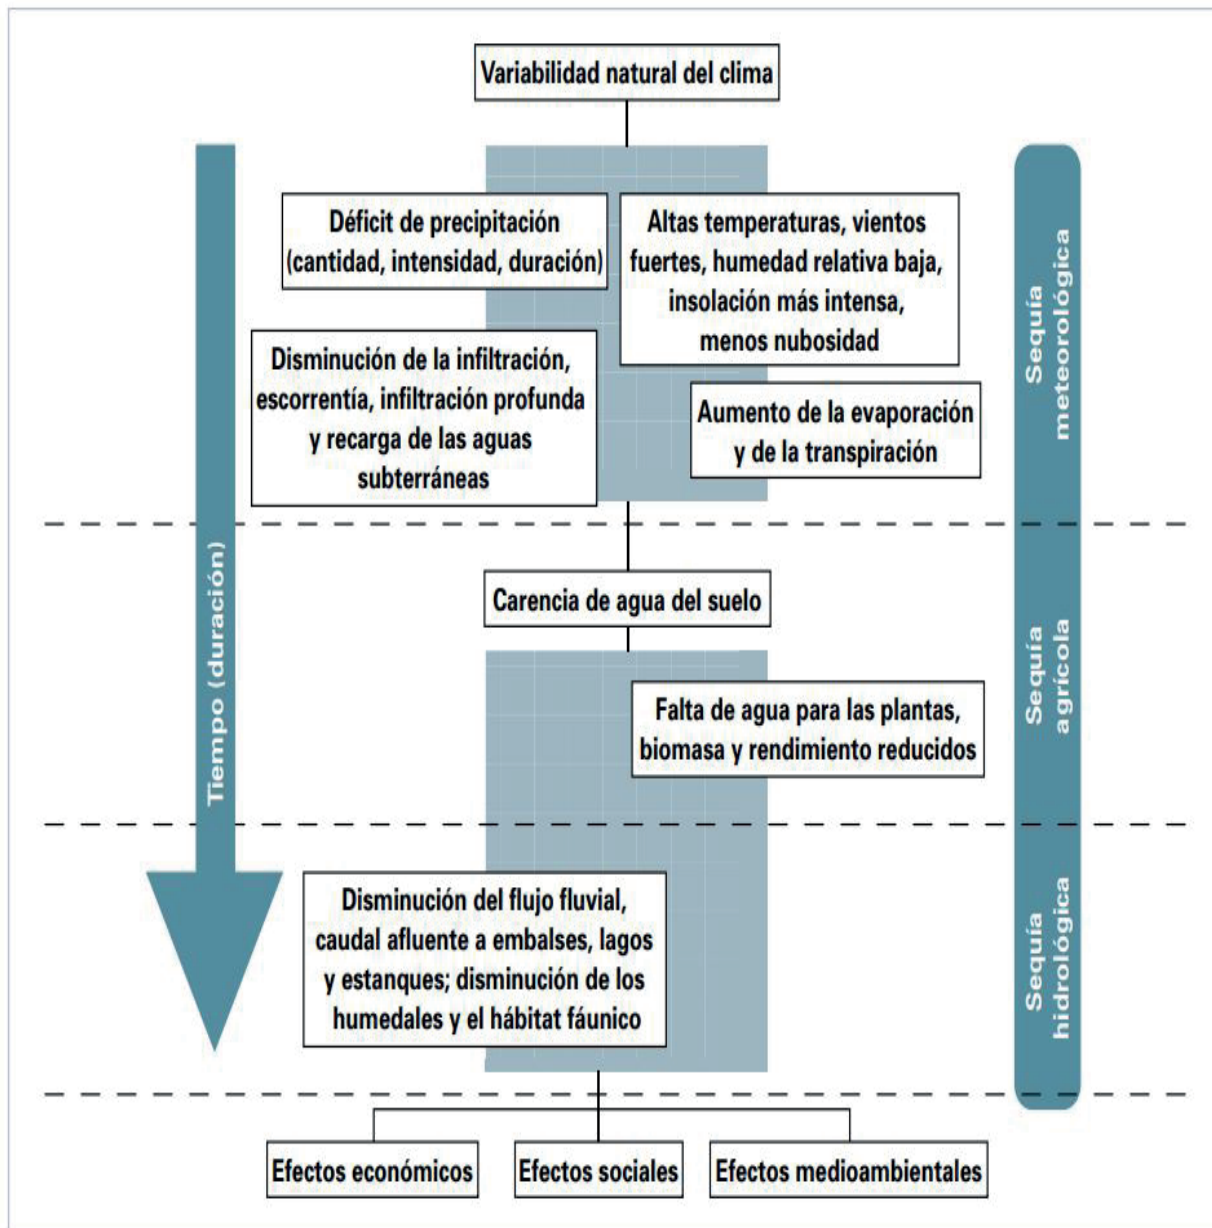 Variabilidad natural del clima
Déficit de precipitación
(cantidad, intensidad, duración)
Altas temperaturas, vientos
fuertes, humedad relativa baja,
insolación más intensa,
menos nubosidad
Disminución de la infiltración,
escorrentía, infiltración profunda
y recarga de las aguas
subterráneas
Aumento de la evaporación
y de la transpiración
Sequía
meteorológica
Tiempo (duración)
Carencia de agua del suelo
Falta de agua para las plantas,
biomasa y rendimiento reducidos
Sequía
agrícola
Disminución del flujo fluvial,
caudal afluente a embalses, lagos
y estanques; disminución de los
humedales y el hábitat fáunico
Sequía
hidrológica
Efectos económicos
Efectos sociales
Efectos medioambientales